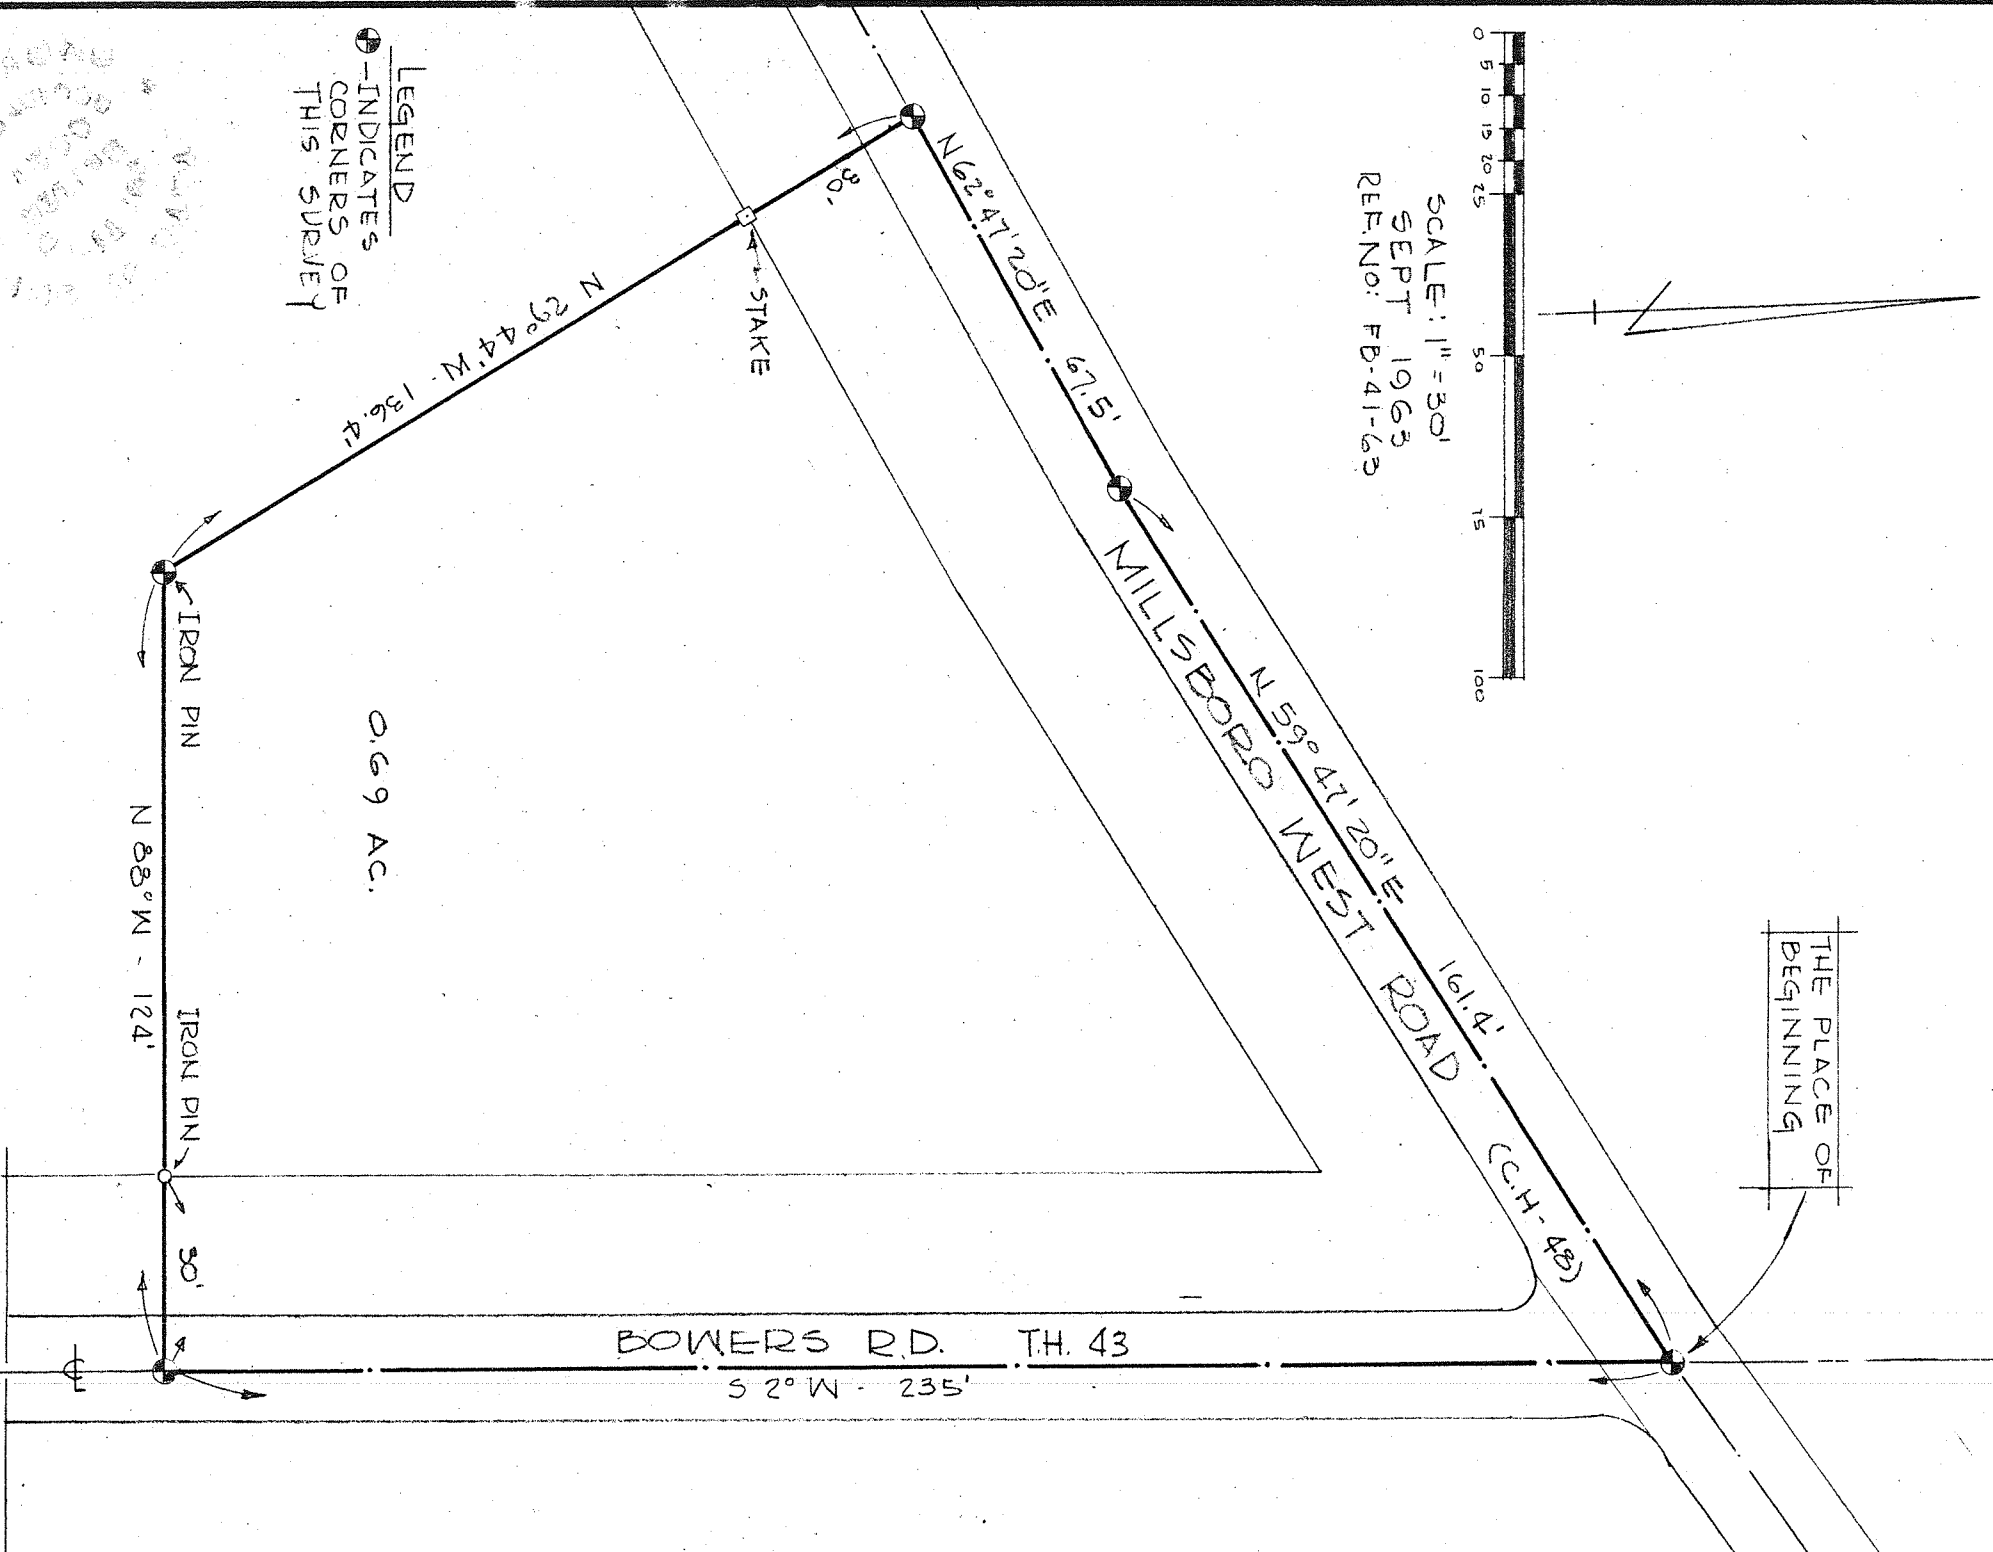 LEGEND
-INDICATES
CORNERS OF
THIS SURVEY
0 5 10 15 20 25 50 75 100
SCALE: 1" = 30'
SEPT 1963
REF. NO: FB-41-63
THE PLACE OF
BEGINNING
N 62° 47' 20" E 67.5'
N 59° 47' 20" E 161.4'
MILLSBORO WEST ROAD (C.H-48)
30'
STAKE
N 29° 44' W - 136.4'
IRON PIN
0.69 AC.
N 88° W - 124'
IRON PIN
30'
BOWERS R.D. T.H. 43
S 2° W - 235'
℄